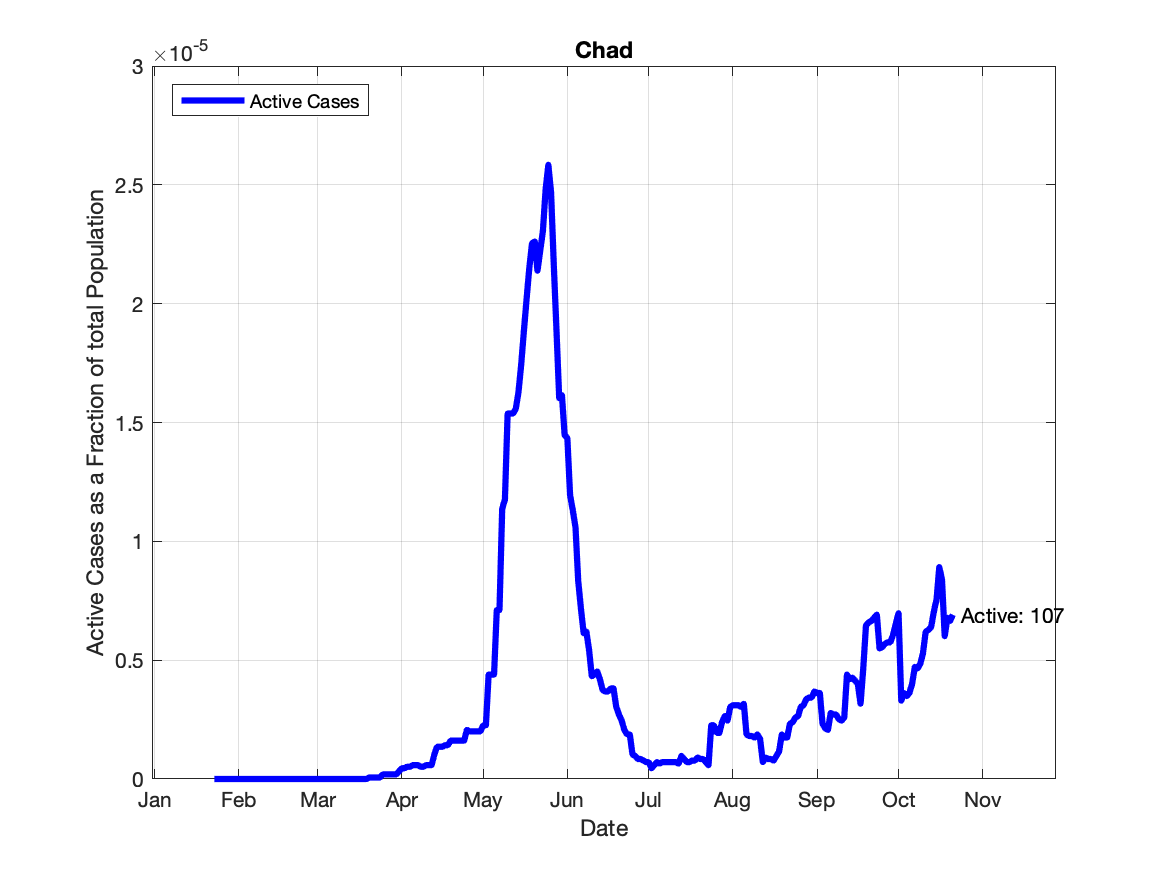 Chad
×10-5
Active Cases
3
2.5
2
1.5
1
0.5
0
Active Cases as a Fraction of total Population
Active: 107
Jan Feb Mar Apr May Jun Jul Aug Sep Oct Nov
Date